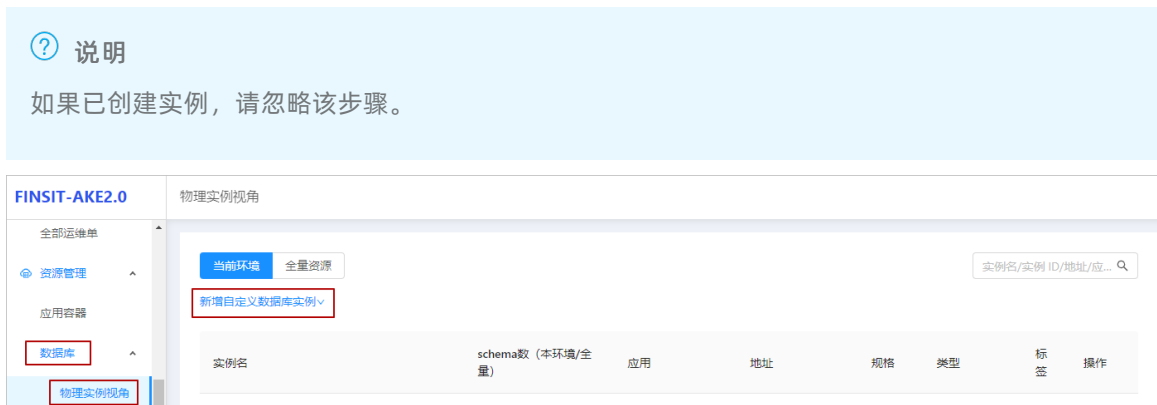 说明
如果已创建实例，请忽略该步骤。
FINSIT-AKE2.0
物理实例视角
全部运维单
资源管理
应用容器
数据库
物理实例视角
当前环境 全量资源
实例名/实例 ID/地址/应...
新增自定义数据库实例
实例名 schema数（本环境/全量） 应用 地址 规格 类型 标签 操作